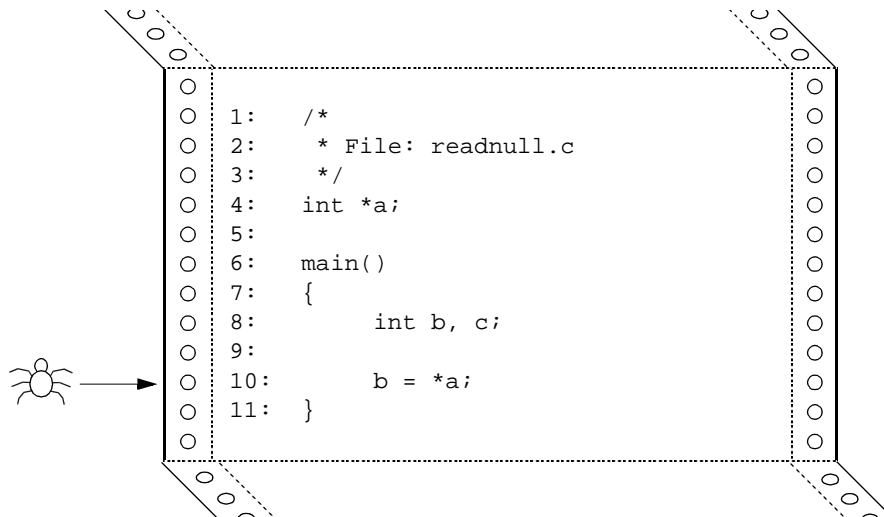 1: /*
2: * File: readnull.c
3: */
4: int *a;
5:
6: main()
7: {
8: int b, c;
9:
10: b = *a;
11: }